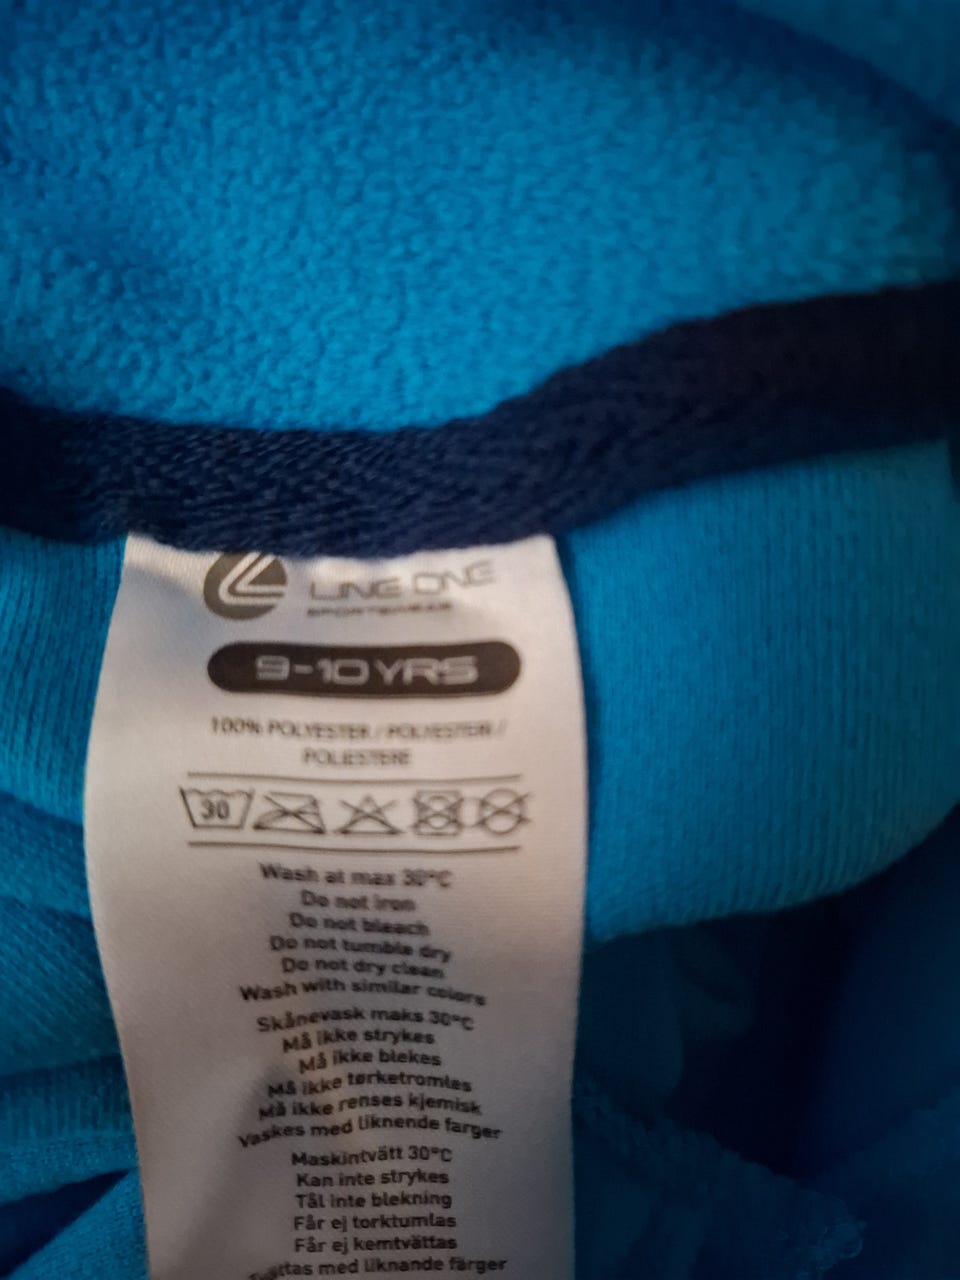 LINE ONE
SPORTSWEAR
9-10 YRS
100% POLYESTER / POLYESTER /
POLIESTERE
30
Wash at max 30°C
Do not iron
Do not bleach
Do not tumble dry
Do not dry clean
Wash with similar colors
Skånevask maks 30°C
Må ikke strykes
Må ikke blekes
Må ikke tørketromles
Må ikke renses kjemisk
Vaskes med liknende farger
Maskintvätt 30°C
Kan inte strykes
Tål inte blekning
Får ej torktumlas
Får ej kemtvättas
med liknande färger